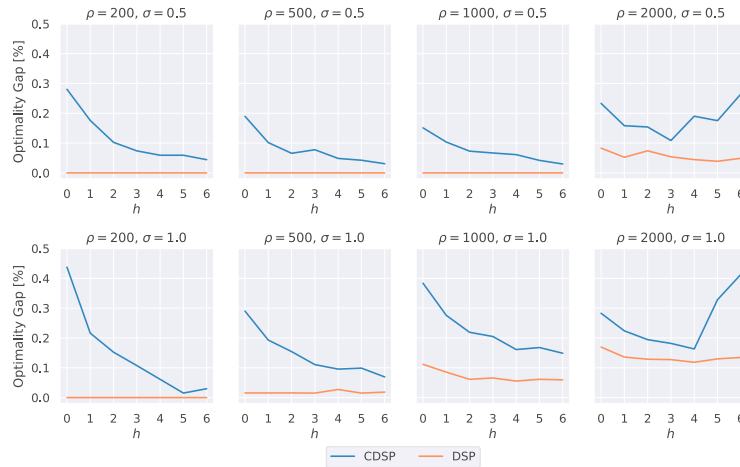 ρ = 200, σ = 0.5
ρ = 500, σ = 0.5
ρ = 1000, σ = 0.5
ρ = 2000, σ = 0.5
Optimality Gap [%]
0.5
0.4
0.3
0.2
0.1
0.0
0 1 2 3 4 5 6
0 1 2 3 4 5 6
0 1 2 3 4 5 6
0 1 2 3 4 5 6
h
h
h
h
ρ = 200, σ = 1.0
ρ = 500, σ = 1.0
ρ = 1000, σ = 1.0
ρ = 2000, σ = 1.0
Optimality Gap [%]
0.5
0.4
0.3
0.2
0.1
0.0
0 1 2 3 4 5 6
0 1 2 3 4 5 6
0 1 2 3 4 5 6
0 1 2 3 4 5 6
h
h
h
h
CDSP
DSP